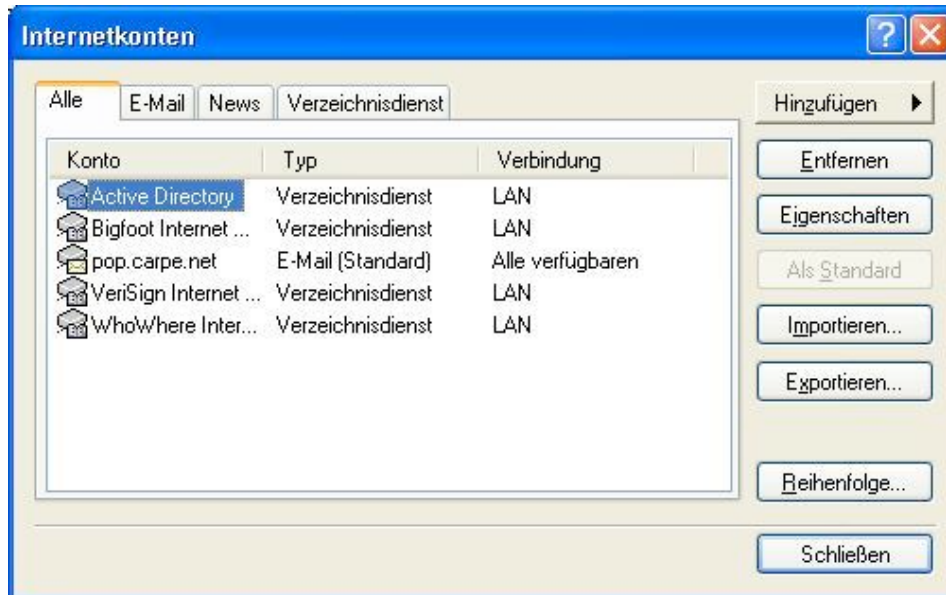 Internetkonten
Alle E-Mail News Verzeichnisdienst
Hinzufügen
Konto Typ Verbindung
Entfernen
Active Directory Verzeichnisdienst LAN
Eigenschaften
Bigfoot Internet ... Verzeichnisdienst LAN
pop.carpe.net E-Mail (Standard) Alle verfügbaren
Als Standard
VeriSign Internet ... Verzeichnisdienst LAN
WhoWhere Inter... Verzeichnisdienst LAN
Importieren...
Exportieren...
Reihenfolge...
Schließen